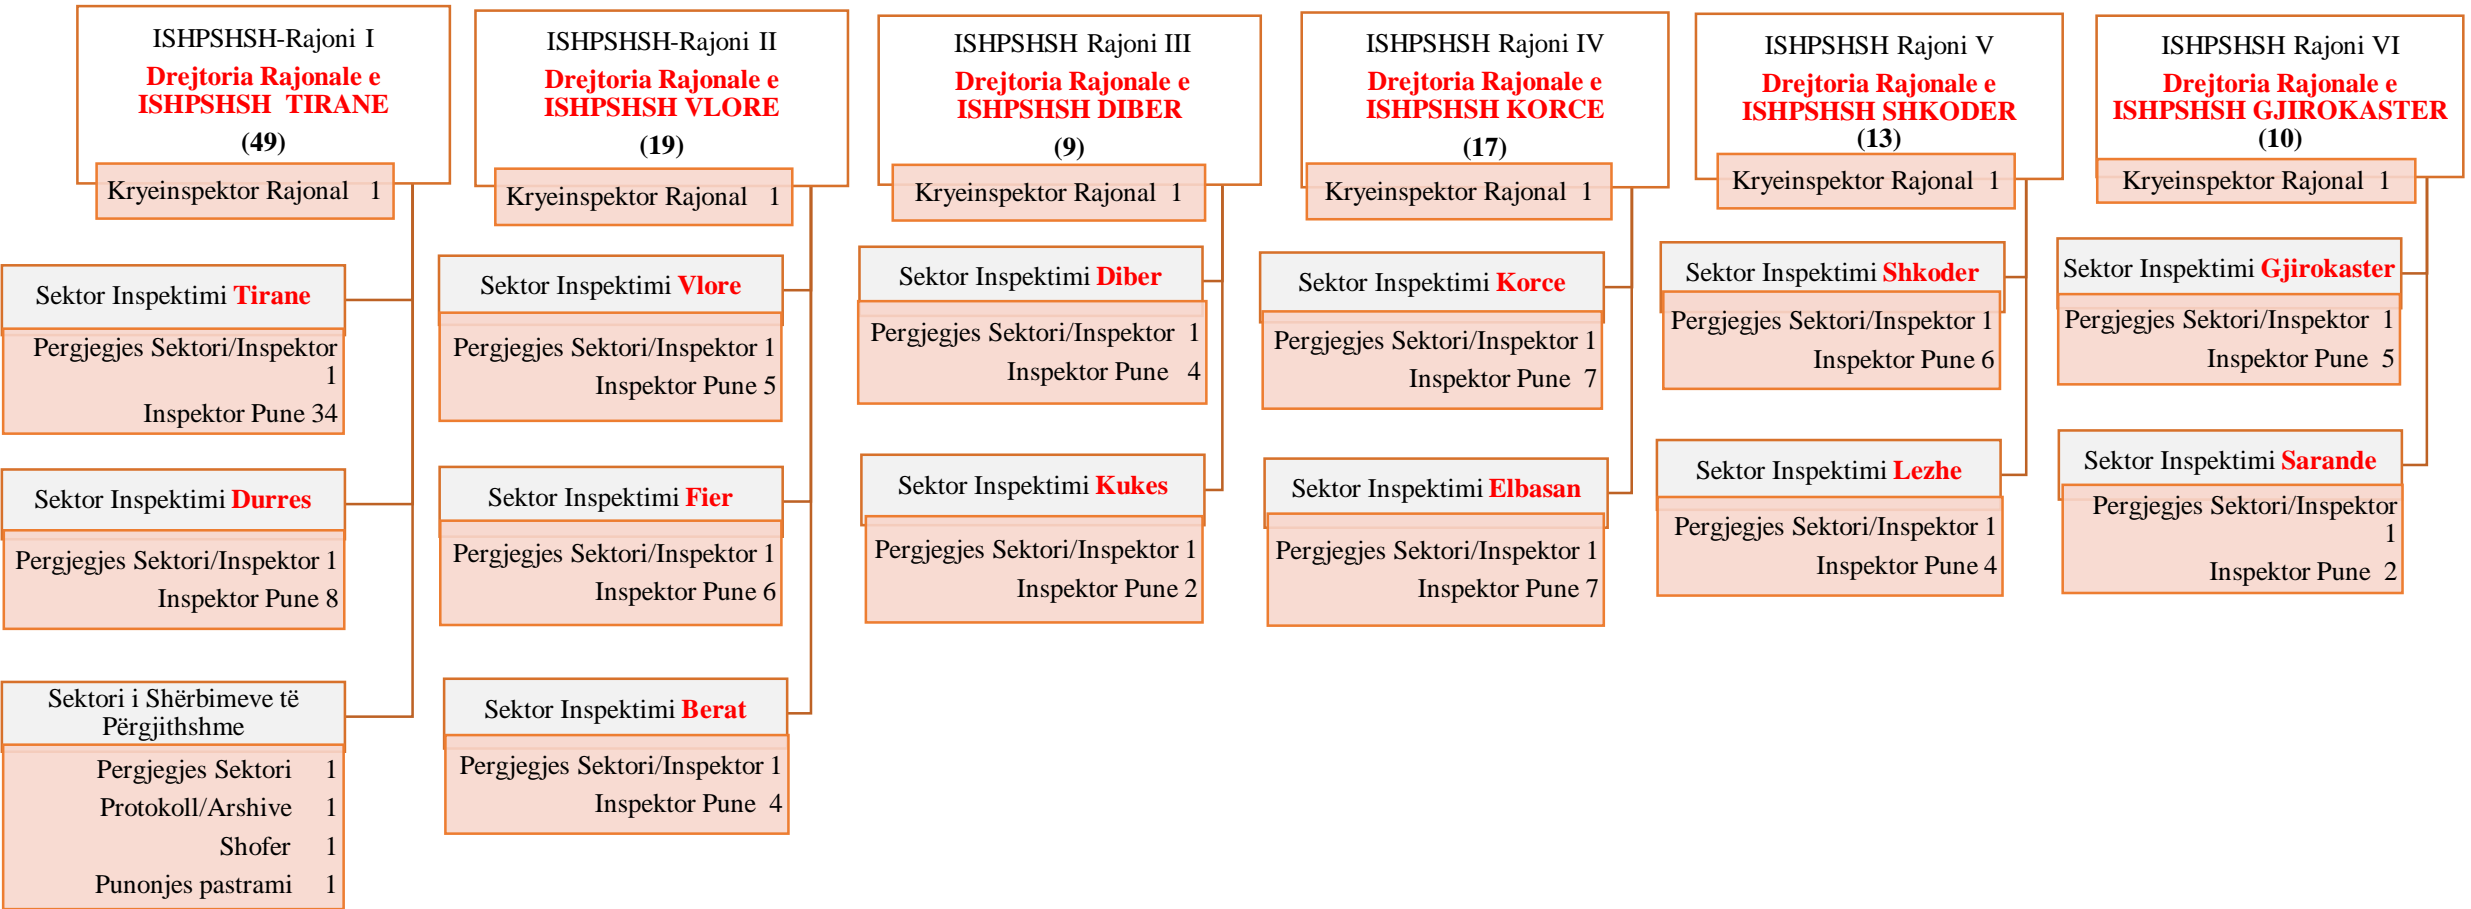 ISHPSHSH-Rajoni I
Drejtoria Rajonale e
ISHPSHSH TIRANE
(49)
Kryeinspektor Rajonal 1
Sektor Inspektimi Tirane
Pergjegjes Sektori/Inspektor
1
Inspektor Pune 34
Sektor Inspektimi Durres
Pergjegjes Sektori/Inspektor 1
Inspektor Pune 8
Sektori i Shërbimeve të
Përgjithshme
Pergjegjes Sektori 1
Protokoll/Arshive 1
Shofer 1
Punonjes pastrami 1
ISHPSHSH-Rajoni II
Drejtoria Rajonale e
ISHPSHSH VLORE
(19)
Kryeinspektor Rajonal 1
Sektor Inspektimi Vlore
Pergjegjes Sektori/Inspektor 1
Inspektor Pune 5
Sektor Inspektimi Fier
Pergjegjes Sektori/Inspektor 1
Inspektor Pune 6
Sektor Inspektimi Berat
Pergjegjes Sektori/Inspektor 1
Inspektor Pune 4
ISHPSHSH Rajoni III
Drejtoria Rajonale e
ISHPSHSH DIBER
(9)
Kryeinspektor Rajonal 1
Sektor Inspektimi Diber
Pergjegjes Sektori/Inspektor 1
Inspektor Pune 4
Sektor Inspektimi Kukes
Pergjegjes Sektori/Inspektor 1
Inspektor Pune 2
ISHPSHSH Rajoni IV
Drejtoria Rajonale e
ISHPSHSH KORCE
(17)
Kryeinspektor Rajonal 1
Sektor Inspektimi Korce
Pergjegjes Sektori/Inspektor 1
Inspektor Pune 7
Sektor Inspektimi Elbasan
Pergjegjes Sektori/Inspektor 1
Inspektor Pune 7
ISHPSHSH Rajoni V
Drejtoria Rajonale e
ISHPSHSH SHKODER
(13)
Kryeinspektor Rajonal 1
Sektor Inspektimi Shkoder
Pergjegjes Sektori/Inspektor 1
Inspektor Pune 6
Sektor Inspektimi Lezhe
Pergjegjes Sektori/Inspektor 1
Inspektor Pune 4
ISHPSHSH Rajoni VI
Drejtoria Rajonale e
ISHPSHSH GJIROKASTER
(10)
Kryeinspektor Rajonal 1
Sektor Inspektimi Gjirokaster
Pergjegjes Sektori/Inspektor 1
Inspektor Pune 5
Sektor Inspektimi Sarande
Pergjegjes Sektori/Inspektor
1
Inspektor Pune 2